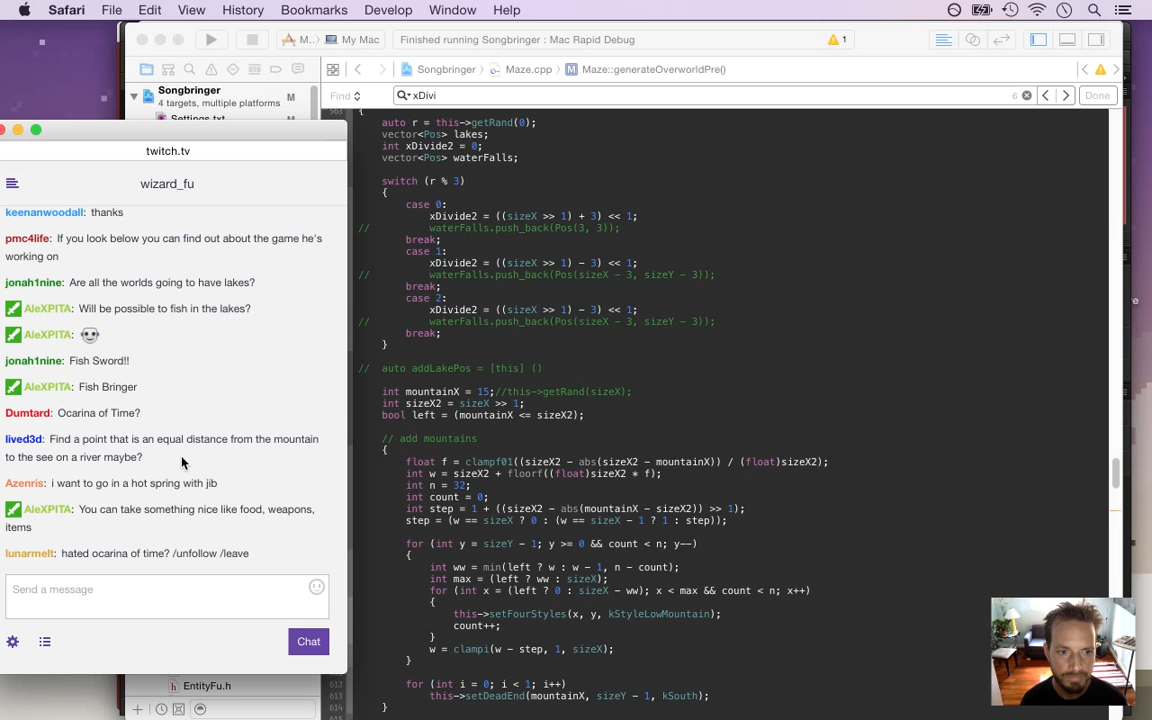 Safari File Edit View History Bookmarks Develop Window Help
M... My Mac
Finished running Songbringer : Mac Rapid Debug
1
Songbringer
4 targets, multiple platforms
M
Settings.txt
Songbringer Maze.cpp M Maze::generateOverworldPre()
Find xDivi 6 Done
twitch.tv
wizard_fu
keenanwoodall: thanks
pmc4life: If you look below you can find out about the game he's
working on
jonah1nine: Are all the worlds going to have lakes?
AleXPITA: Will be possible to fish in the lakes?
AleXPITA:
jonah1nine: Fish Sword!!
AleXPITA: Fish Bringer
Dumtard: Ocarina of Time?
lived3d: Find a point that is an equal distance from the mountain
to the see on a river maybe?
Azenris: i want to go in a hot spring with jib
AleXPITA: You can take something nice like food, weapons,
items
lunarmelt: hated ocarina of time? /unfollow /leave
Send a message
Chat
EntityFu.h
{
auto r = this->getRand(0);
vector<Pos> lakes;
int xDivide2 = 0;
vector<Pos> waterFalls;
switch (r % 3)
{
case 0:
xDivide2 = ((sizeX >> 1) + 3) << 1;
// waterFalls.push_back(Pos(3, 3));
break;
case 1:
xDivide2 = ((sizeX >> 1) - 3) << 1;
// waterFalls.push_back(Pos(sizeX - 3, sizeY - 3));
break;
case 2:
xDivide2 = ((sizeX >> 1) - 3) << 1;
// waterFalls.push_back(Pos(sizeX - 3, sizeY - 3));
break;
}
// auto addLakePos = [this] ()
int mountainX = 15;//this->getRand(sizeX);
int sizeX2 = sizeX >> 1;
bool left = (mountainX <= sizeX2);
// add mountains
{
float f = clampf01((sizeX2 - abs(sizeX2 - mountainX)) / (float)sizeX2);
int w = sizeX2 + floorf((float)sizeX2 * f);
int n = 32;
int count = 0;
int step = 1 + ((sizeX2 - abs(mountainX - sizeX2)) >> 1);
step = (w == sizeX ? 0 : (w == sizeX - 1 ? 1 : step));
for (int y = sizeY - 1; y >= 0 && count < n; y--)
{
int ww = min(left ? w : w - 1, n - count);
int max = (left ? ww : sizeX);
for (int x = (left ? 0 : sizeX - ww); x < max && count < n; x++)
{
this->setFourStyles(x, y, kStyleLowMountain);
count++;
}
w = clampi(w - step, 1, sizeX);
}
for (int i = 0; i < 1; i++)
612
613 this->setDeadEnd(mountainX, sizeY - 1, kSouth);
614 }